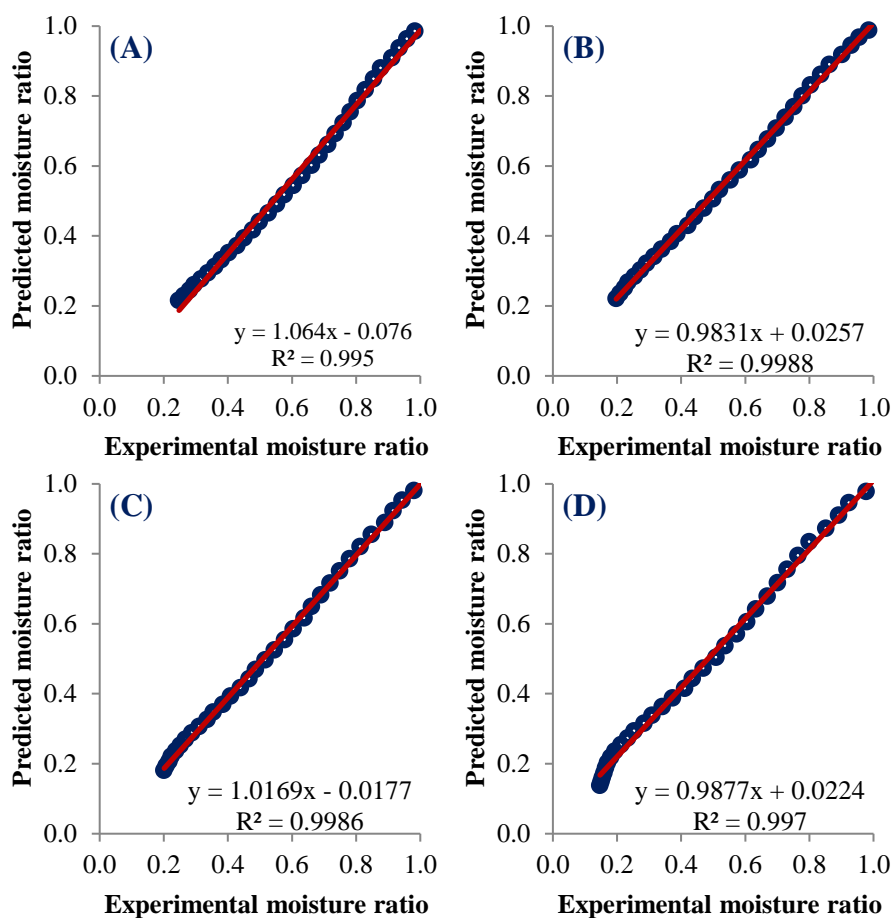 (A)
Predicted moisture ratio
1.0
0.8
0.6
0.4
0.2
0.0
y = 1.064x - 0.076
R² = 0.995
0.0 0.2 0.4 0.6 0.8 1.0
Experimental moisture ratio
(B)
Predicted moisture ratio
1.0
0.8
0.6
0.4
0.2
0.0
y = 0.9831x + 0.0257
R² = 0.9988
0.0 0.2 0.4 0.6 0.8 1.0
Experimental moisture ratio
(C)
Predicted moisture ratio
1.0
0.8
0.6
0.4
0.2
0.0
y = 1.0169x - 0.0177
R² = 0.9986
0.0 0.2 0.4 0.6 0.8 1.0
Experimental moisture ratio
(D)
Predicted moisture ratio
1.0
0.8
0.6
0.4
0.2
0.0
y = 0.9877x + 0.0224
R² = 0.997
0.0 0.2 0.4 0.6 0.8 1.0
Experimental moisture ratio